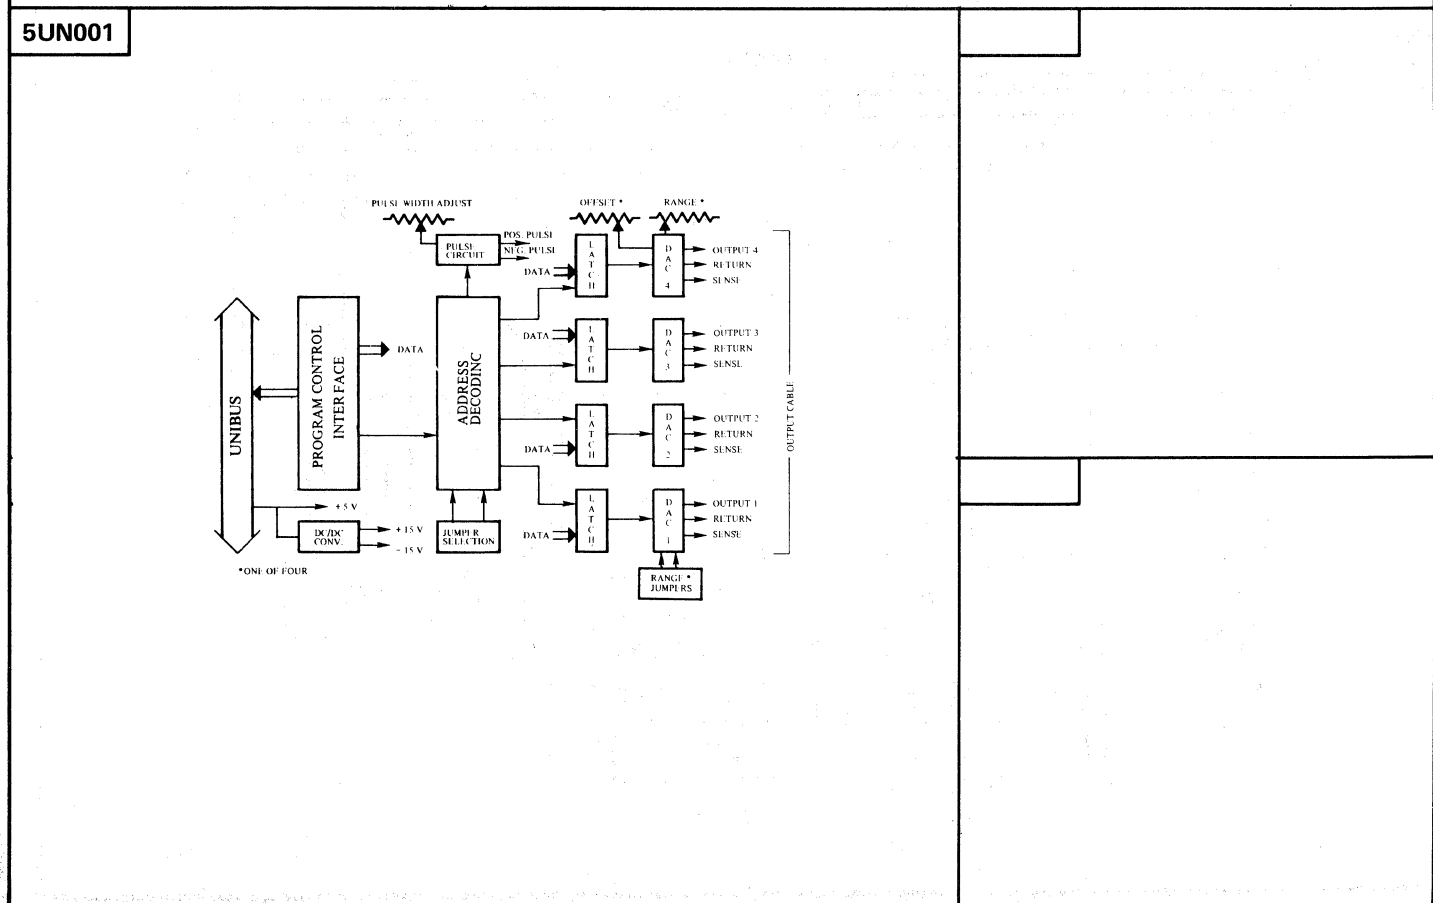 5UN001
PULSE WIDTH ADJUST
OFFSET *
RANGE *
PULSE
CIRCUIT
POS. PULSE
NEG. PULSE
DATA
LATCH
DAC 4
OUTPUT 4
RETURN
SENSE
UNIBUS
PROGRAM CONTROL
INTERFACE
DATA
ADDRESS
DECODING
DATA
LATCH
DAC 3
OUTPUT 3
RETURN
SENSE
DATA
LATCH
DAC 2
OUTPUT 2
RETURN
SENSE
OUTPUT CABLE
+5 V
DC/DC
CONV.
+15 V
-15 V
JUMPER
SELECTION
DATA
LATCH
DAC 1
OUTPUT 1
RETURN
SENSE
RANGE *
JUMPERS
*ONE OF FOUR